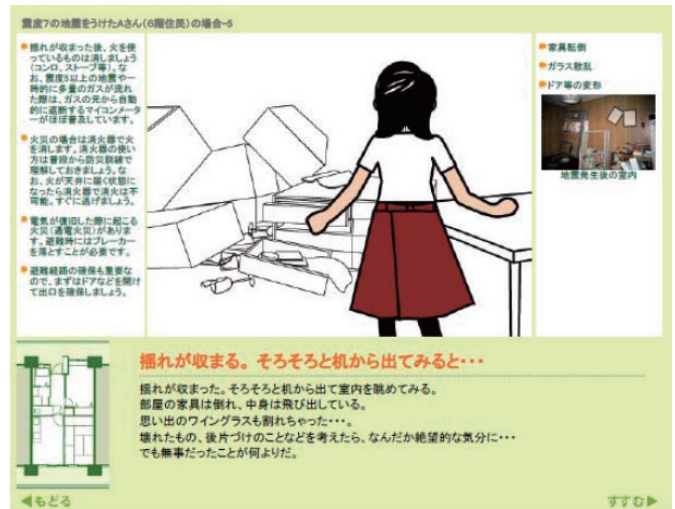 震度7の地震をうけたAさん(6階住民)の場合-5
揺れが収まった後、火を使
っているものは消しましょう
(コンロ、ストーブ等)。な
お、震度5以上の地震や一
時的に多量のガスが流れ
た際は、ガスの元から自動
的に遮断するマイコンメータ
ーがほぼ普及しています。
火災の場合は消火器で火
を消します。消火器の使い
方は普段から防災訓練で
理解しておきましょう。な
お、火が天井に届く状態に
なったら消火器で消火は不
可能。すぐに逃げましょう。
電気が復旧した際に起こる
火災(通電火災)がありま
す。避難時にはブレーカー
を落とすことが必要です。
避難経路の確保も重要な
ので、まずはドアなどを開け
て出口を確保しましょう。
家具転倒
ガラス散乱
ドア等の変形
地震発生後の室内
揺れが収まる。そろそろと机から出てみると・・・
揺れが収まった。そろそろと机から出て室内を眺めてみる。
部屋の家具は倒れ、中身は飛び出している。
思い出のワイングラスも割れちゃった・・・。
壊れたもの、後片づけのことなどを考えたら、なんだか絶望的な気分に・・・
でも無事だったことが何よりだ。
◀もどる
すすむ▶